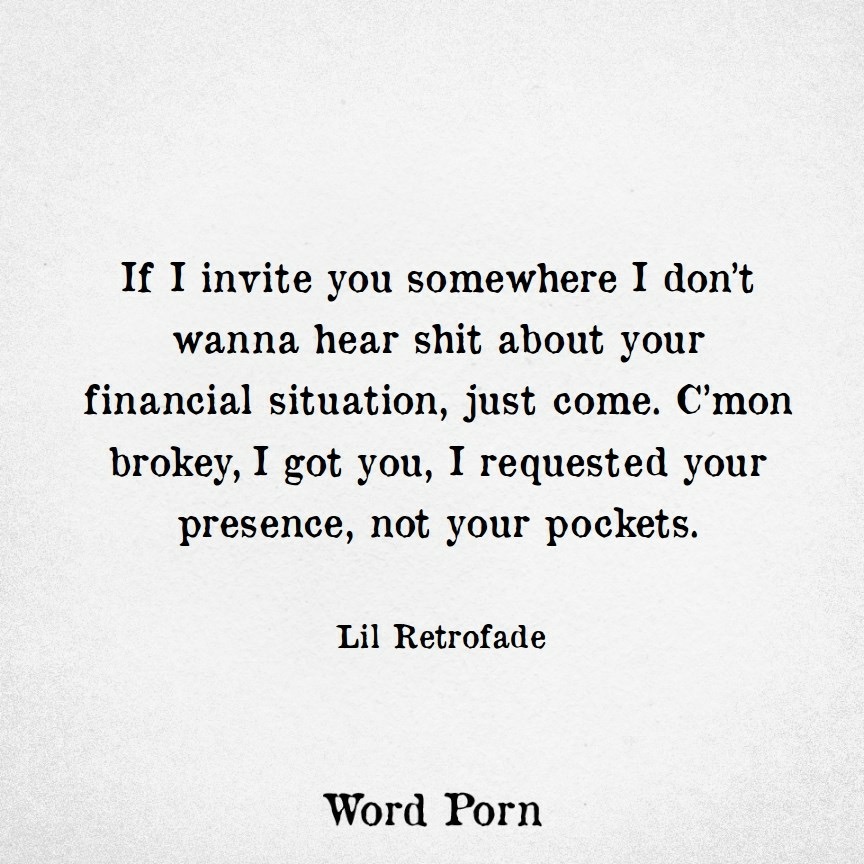 If I invite you somewhere I don't
wanna hear shit about your
financial situation, just come. C'mon
brokey, I got you, I requested your
presence, not your pockets.
Lil Retrofade
Word Porn